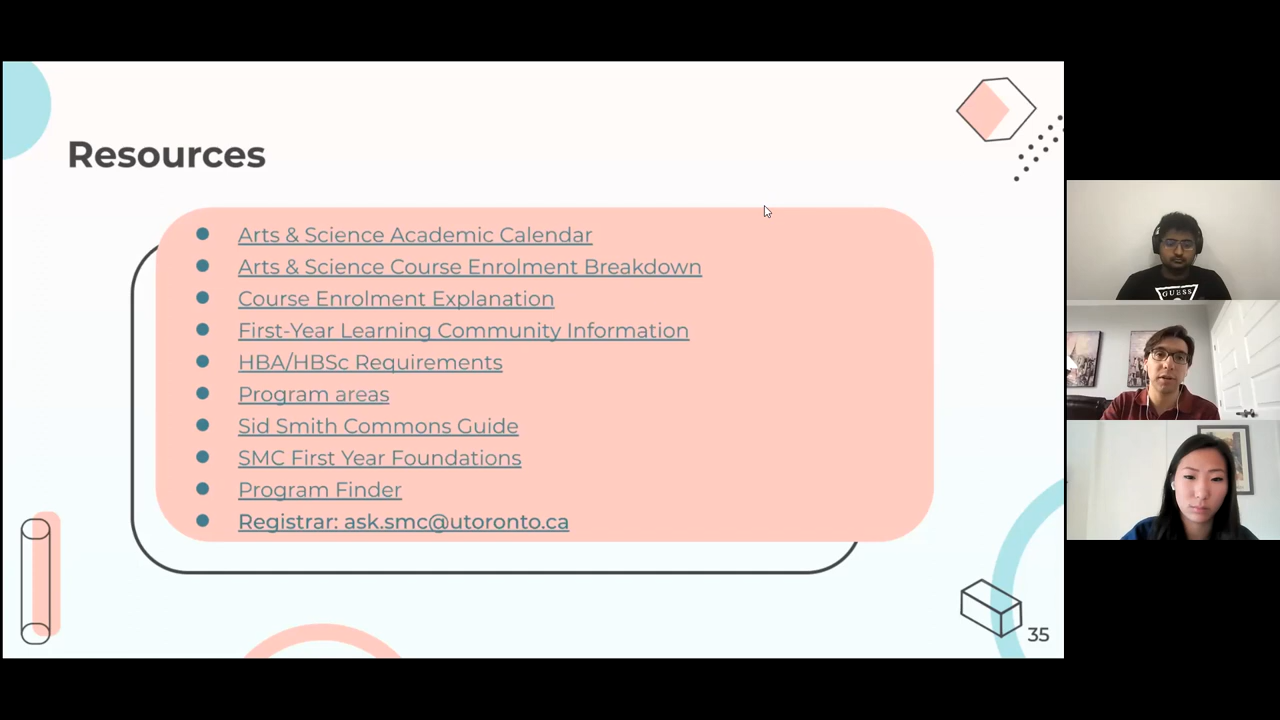 Resources
Arts & Science Academic Calendar
Arts & Science Course Enrolment Breakdown
Course Enrolment Explanation
First-Year Learning Community Information
HBA/HBSc Requirements
Program areas
Sid Smith Commons Guide
SMC First Year Foundations
Program Finder
Registrar: ask.smc@utoronto.ca
35
GUESS